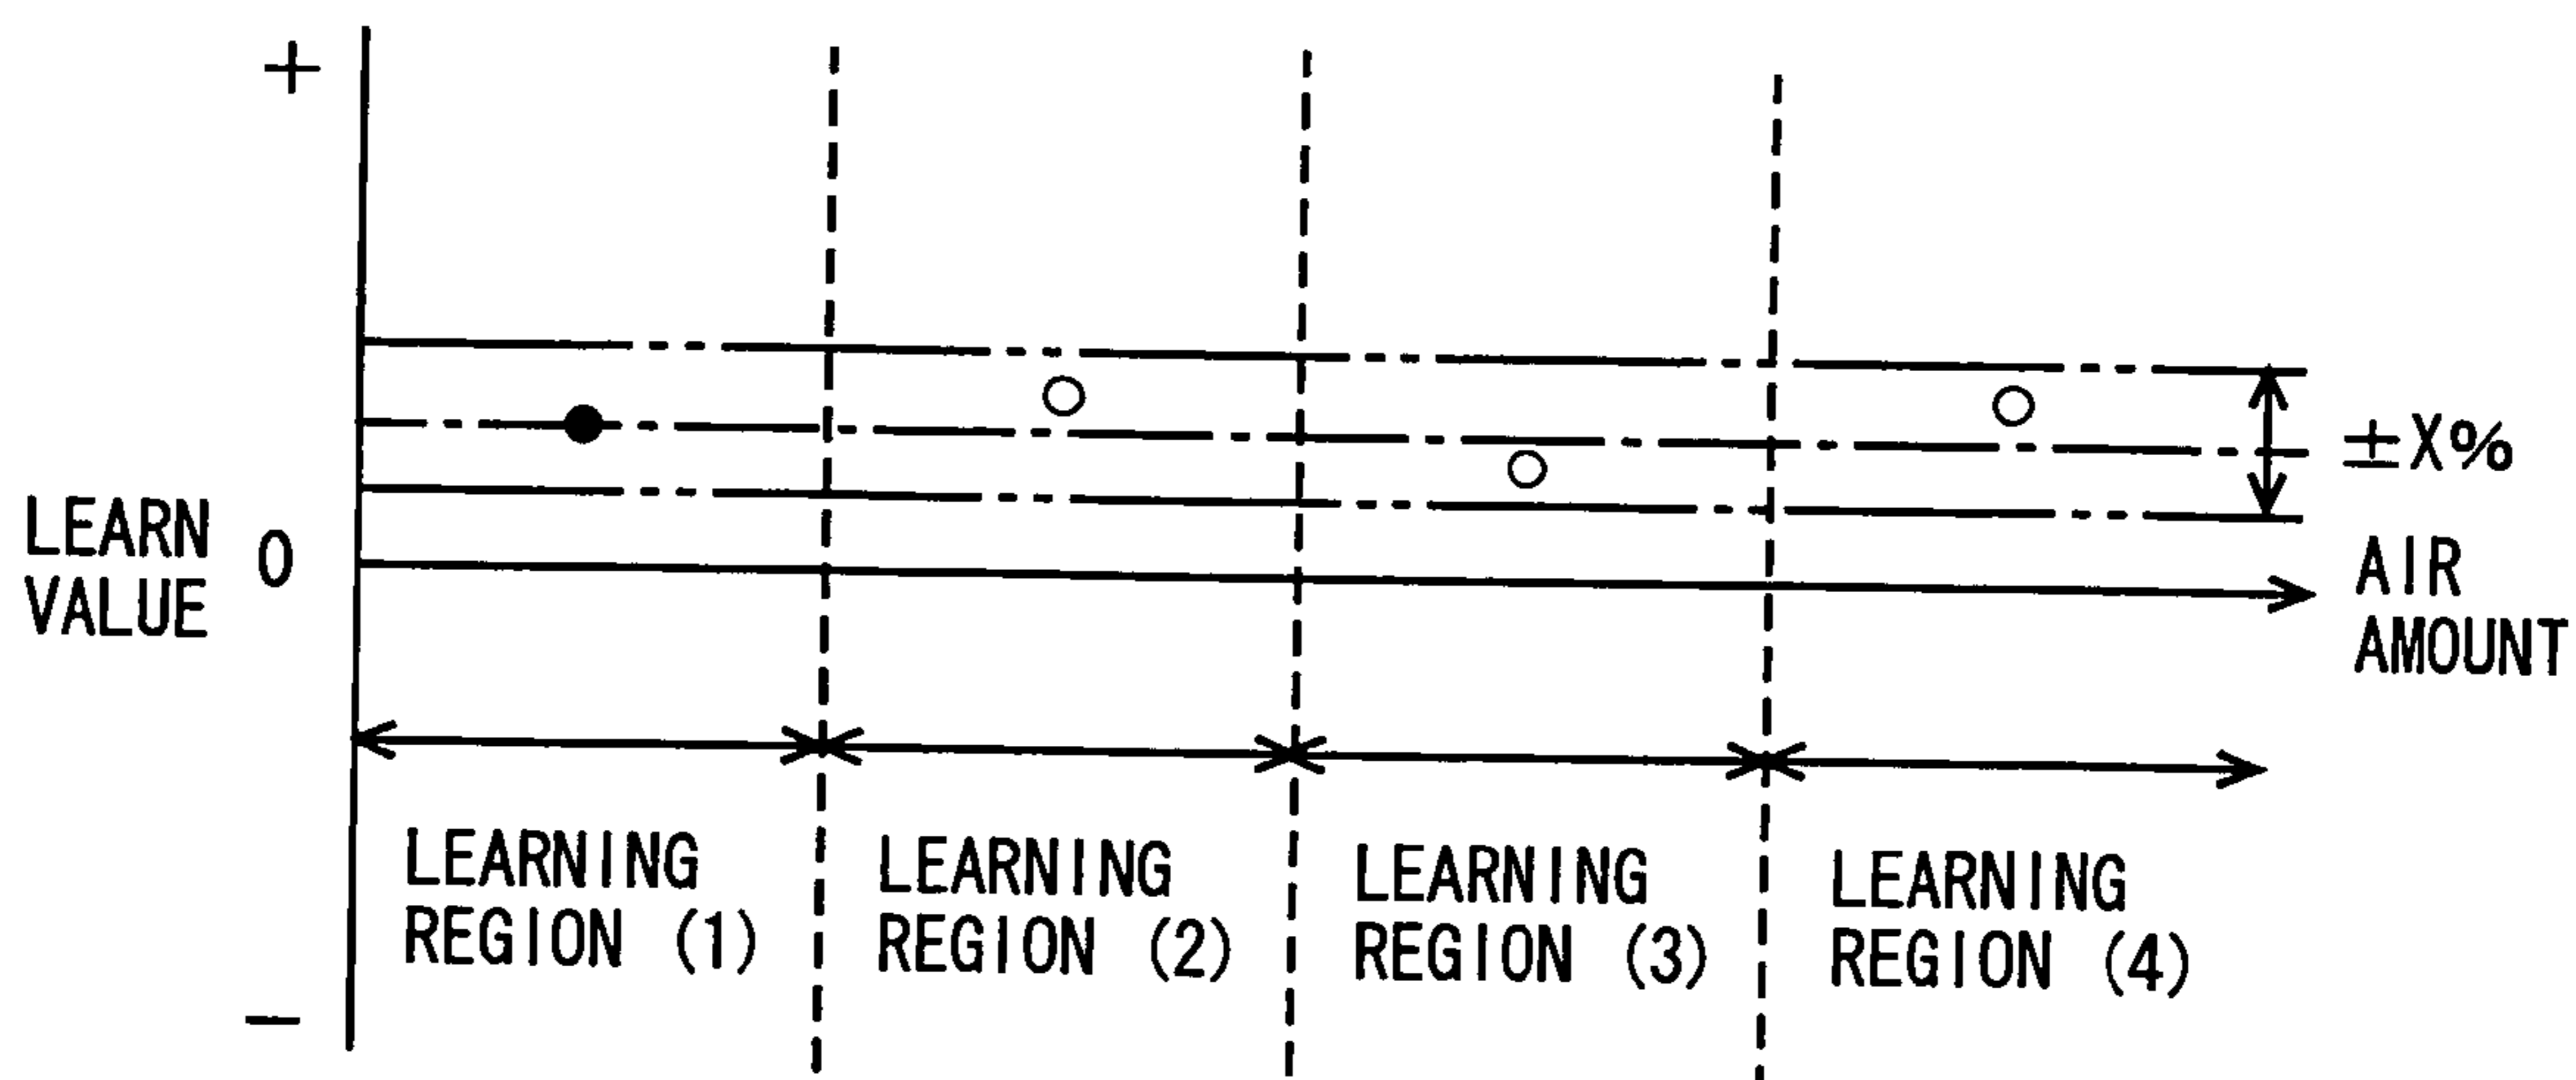 +
LEARN
VALUE
0
±X%
AIR
AMOUNT
LEARNING
REGION (1)
LEARNING
REGION (2)
LEARNING
REGION (3)
LEARNING
REGION (4)
−